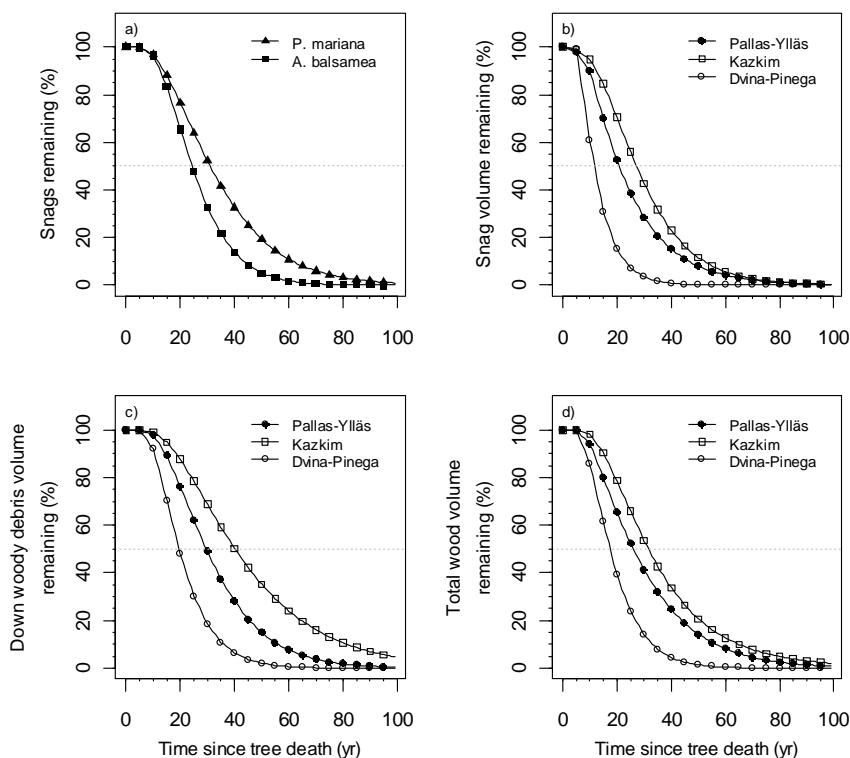 a)
P. mariana
A. balsamea
Snags remaining (%)
0 20 40 60 80 100
0 20 40 60 80 100
b)
Pallas-Ylläs
Kazkim
Dvina-Pinega
Snag volume remaining (%)
0 20 40 60 80 100
0 20 40 60 80 100
c)
Pallas-Ylläs
Kazkim
Dvina-Pinega
Down woody debris volume
remaining (%)
0 20 40 60 80 100
0 20 40 60 80 100
Time since tree death (yr)
d)
Pallas-Ylläs
Kazkim
Dvina-Pinega
Total wood volume
remaining (%)
0 20 40 60 80 100
0 20 40 60 80 100
Time since tree death (yr)